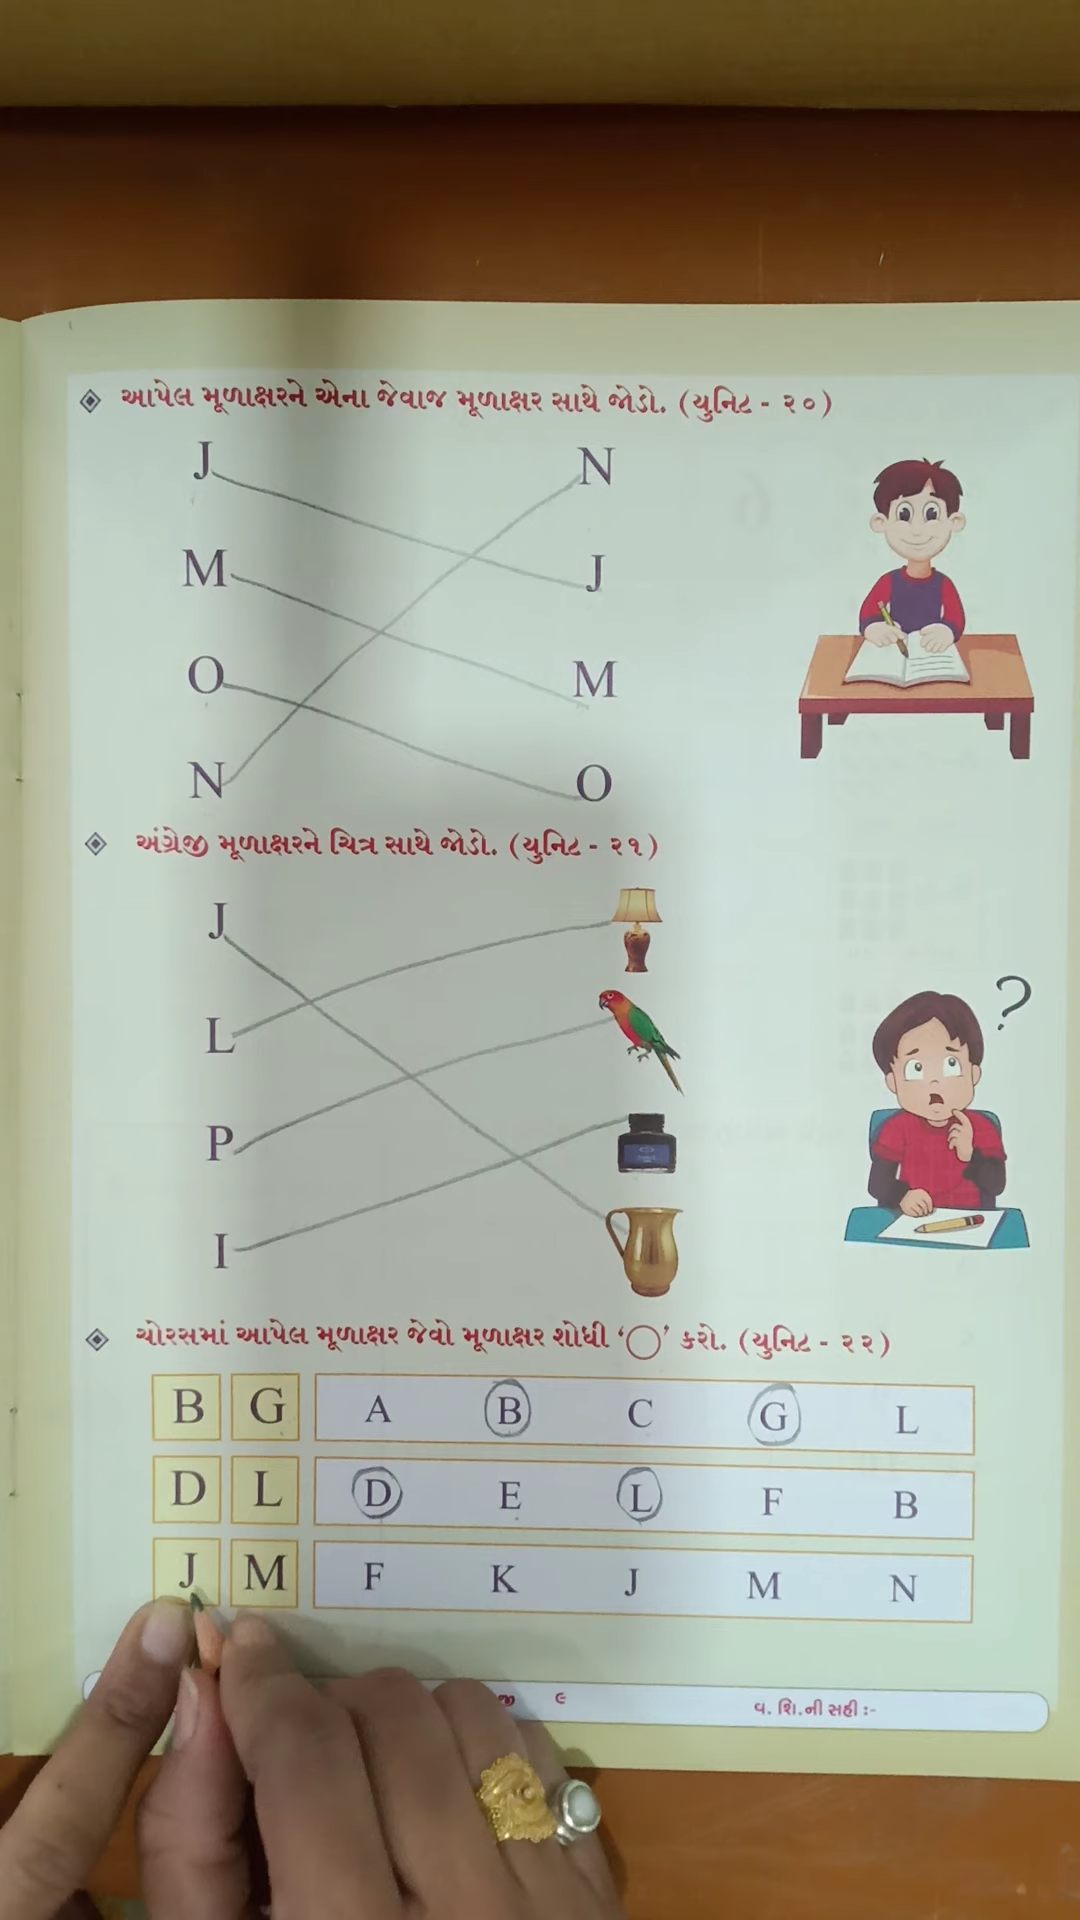 આપેલ મૂળાક્ષરને એના જેવાજ મૂળાક્ષર સાથે જોડો. (યુનિટ - ૨૦)
J N
M J
O M
N O
અંગ્રેજી મૂળાક્ષરને ચિત્ર સાથે જોડો. (યુનિટ - ૨૧)
J
L
P
?
I
ચોરસમાં આપેલ મૂળાક્ષર જેવો મૂળાક્ષર શોધી ‘◯’ કરો. (યુનિટ - ૨૨)
B G A B C G L
D L D E L F B
J M F K J M N
૯ વ. શિ.ની સહી :-